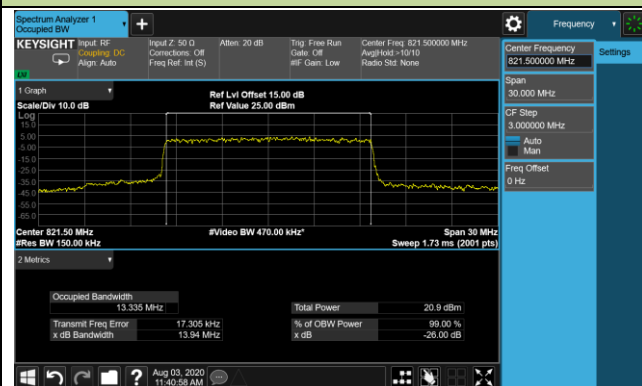 Spectrum Analyzer 1
Occupied BW
Frequency
KEYSIGHT
Input: RF
Coupling: DC
Align: Auto
Input Z: 50 Ω
Corrections: Off
Freq Ref: Int (S)
Atten: 20 dB
Trig: Free Run
Gate: Off
#IF Gain: Low
Center Freq: 821.500000 MHz
Avg|Hold:>10/10
Radio Std: None
LXI
Center Frequency
821.500000 MHz
Settings
Span
30.000 MHz
CF Step
3.000000 MHz
Auto
Man
Freq Offset
0 Hz
1 Graph
Scale/Div 10.0 dB
Ref Lvl Offset 15.00 dB
Ref Value 25.00 dBm
Log
15.0
5.00
-5.00
-15.0
-25.0
-35.0
-45.0
-55.0
-65.0
Center 821.50 MHz
#Res BW 150.00 kHz
#Video BW 470.00 kHz*
Span 30 MHz
Sweep 1.73 ms (2001 pts)
2 Metrics
Occupied Bandwidth
13.335 MHz
Total Power
20.9 dBm
Transmit Freq Error
17.305 kHz
% of OBW Power
99.00 %
x dB Bandwidth
13.94 MHz
x dB
-26.00 dB
Aug 03, 2020
11:40:58 AM